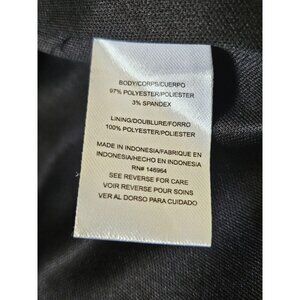 BODY/CORPS/CUERPO
97% POLYESTER/POLIESTER
3% SPANDEX
LINING/DOUBLURE/FORRO
100% POLYESTER/POLIESTER
MADE IN INDONESIA/FABRIQUE EN
INDONESIA/HECHO EN INDONESIA
RN# 146964
SEE REVERSE FOR CARE
VOIR REVERSE POUR SOINS
VER AL DORSO PARA CUIDADO